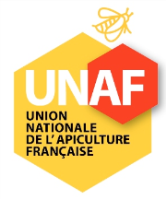 UNAF
UNION
NATIONALE
DE L'APICULTURE
FRANÇAISE